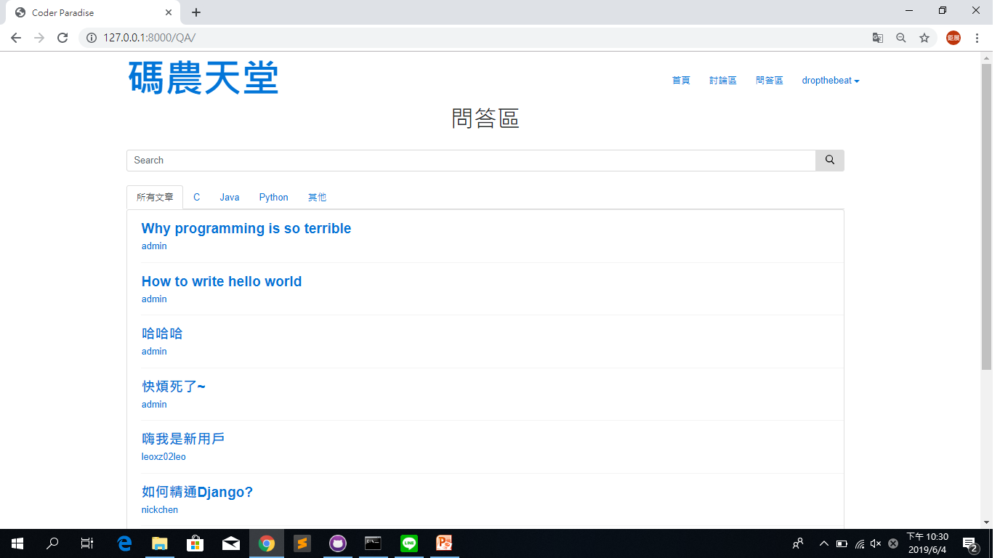 Coder Paradise
127.0.0.1:8000/QA/
鉅展
碼農天堂
首頁 討論區 問答區 dropthebeat
問答區
Search
所有文章 C Java Python 其他
Why programming is so terrible
admin
How to write hello world
admin
哈哈哈
admin
快煩死了~
admin
嗨我是新用戶
leoxz02leo
如何精通Django?
nickchen
下午 10:30
2019/6/4
2